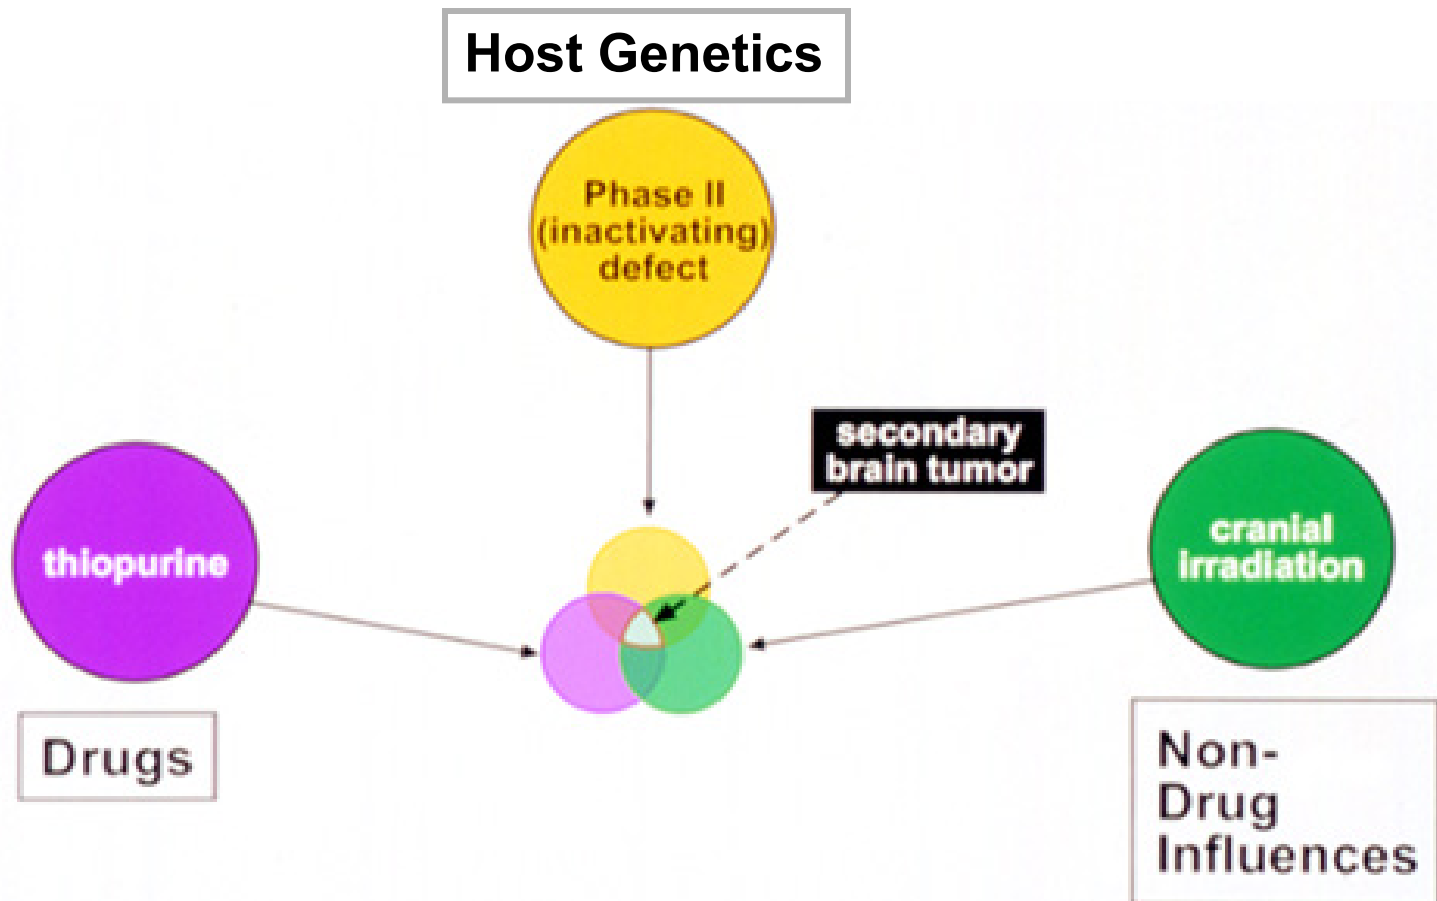 Host Genetics
Phase II
(inactivating)
defect
secondary
brain tumor
thiopurine
cranial
irradiation
Drugs
Non-
Drug
Influences